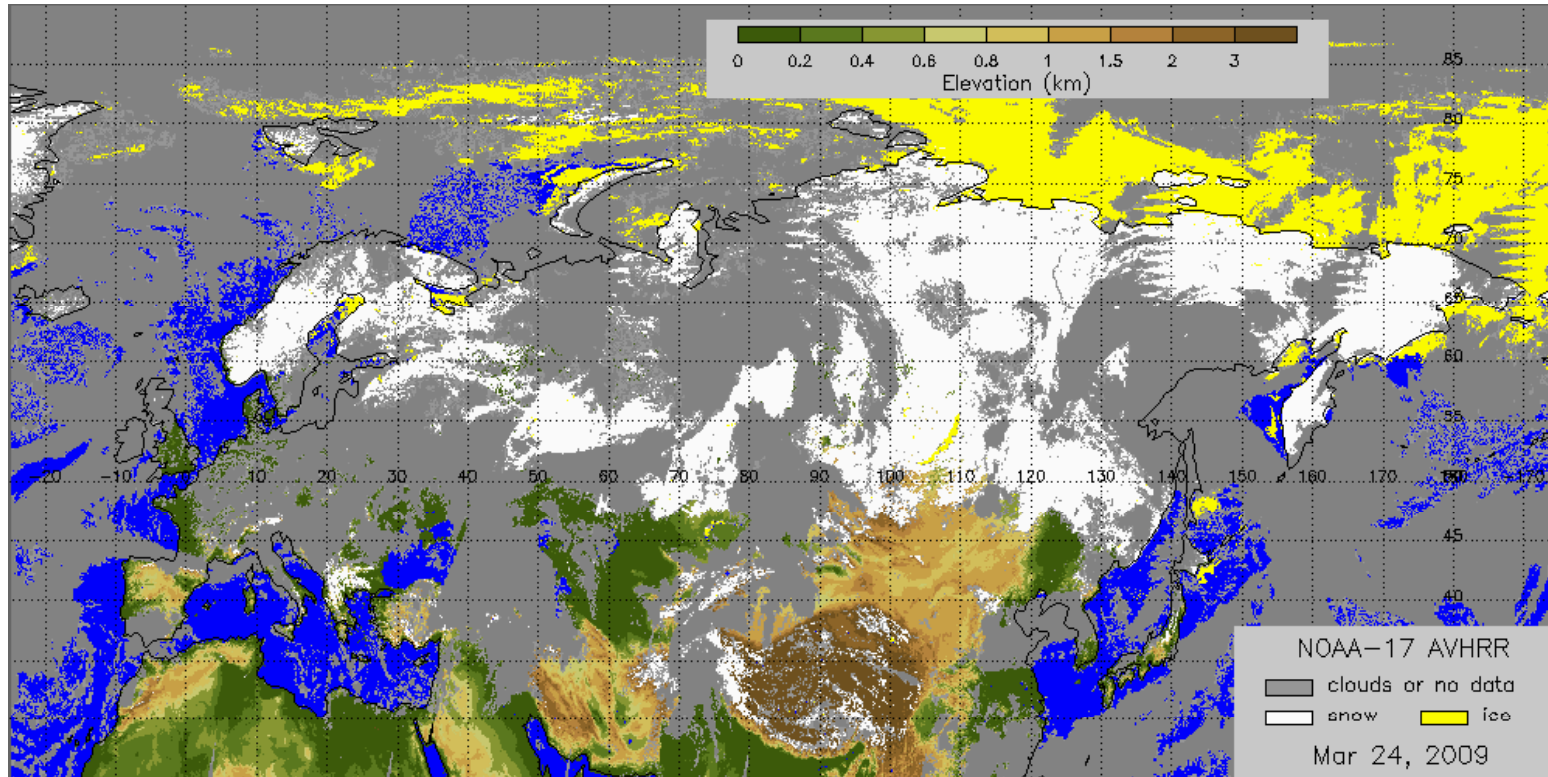 0 0.2 0.4 0.6 0.8 1 1.5 2 3
Elevation (km)
85
80
75
70
65
60
55
-20 -10 0 10 20 30 40 50 60 70 80 90 100 110 120 130 140 150 160 170
45
40
NOAA-17 AVHRR
clouds or no data
snow ice
Mar 24, 2009